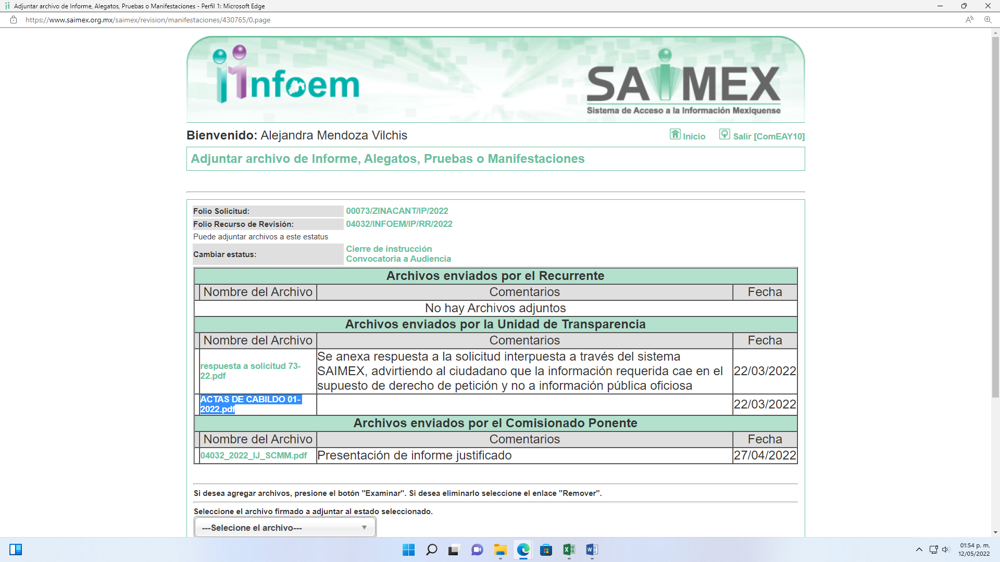 Adjuntar archivo de Informe, Alegatos, Pruebas o Manifestaciones - Perfil 1: Microsoft Edge
https://www.saimex.org.mx/saimex/revision/manifestaciones/430765/0.page
infoem
SAIMEX
Sistema de Acceso a la Información Mexiquense
Bienvenido: Alejandra Mendoza Vilchis
Inicio
Salir [ComEAY10]
Adjuntar archivo de Informe, Alegatos, Pruebas o Manifestaciones
Folio Solicitud: 00073/ZINACANT/IP/2022
Folio Recurso de Revisión: 04032/INFOEM/IP/RR/2022
Puede adjuntar archivos a este estatus
Cambiar estatus:
Cierre de instrucción
Convocatoria a Audiencia
Archivos enviados por el Recurrente
Nombre del Archivo Comentarios Fecha
No hay Archivos adjuntos
Archivos enviados por la Unidad de Transparencia
Nombre del Archivo Comentarios Fecha
respuesta a solicitud 73-
22.pdf
Se anexa respuesta a la solicitud interpuesta a través del sistema
SAIMEX, advirtiendo al ciudadano que la información requerida cae en el
supuesto de derecho de petición y no a información pública oficiosa
22/03/2022
ACTAS DE CABILDO 01-
2022.pdf
22/03/2022
Archivos enviados por el Comisionado Ponente
Nombre del Archivo Comentarios Fecha
04032_2022_IJ_SCMM.pdf Presentación de informe justificado 27/04/2022
Si desea agregar archivos, presione el botón "Examinar". Si desea eliminarlo seleccione el enlace "Remover".
Seleccione el archivo firmado a adjuntar al estado seleccionado.
---Selecione el archivo---
01:54 p. m.
12/05/2022